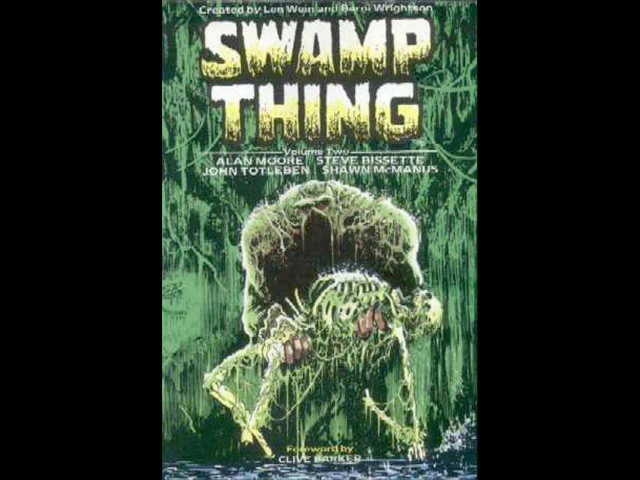 Created by Len Wein and Berni Wrightson
SWAMP
THING
Volume Two
ALAN MOORE STEVE BISSETTE
JOHN TOTLEBEN SHAWN McMANUS
Foreword by
CLIVE BARKER